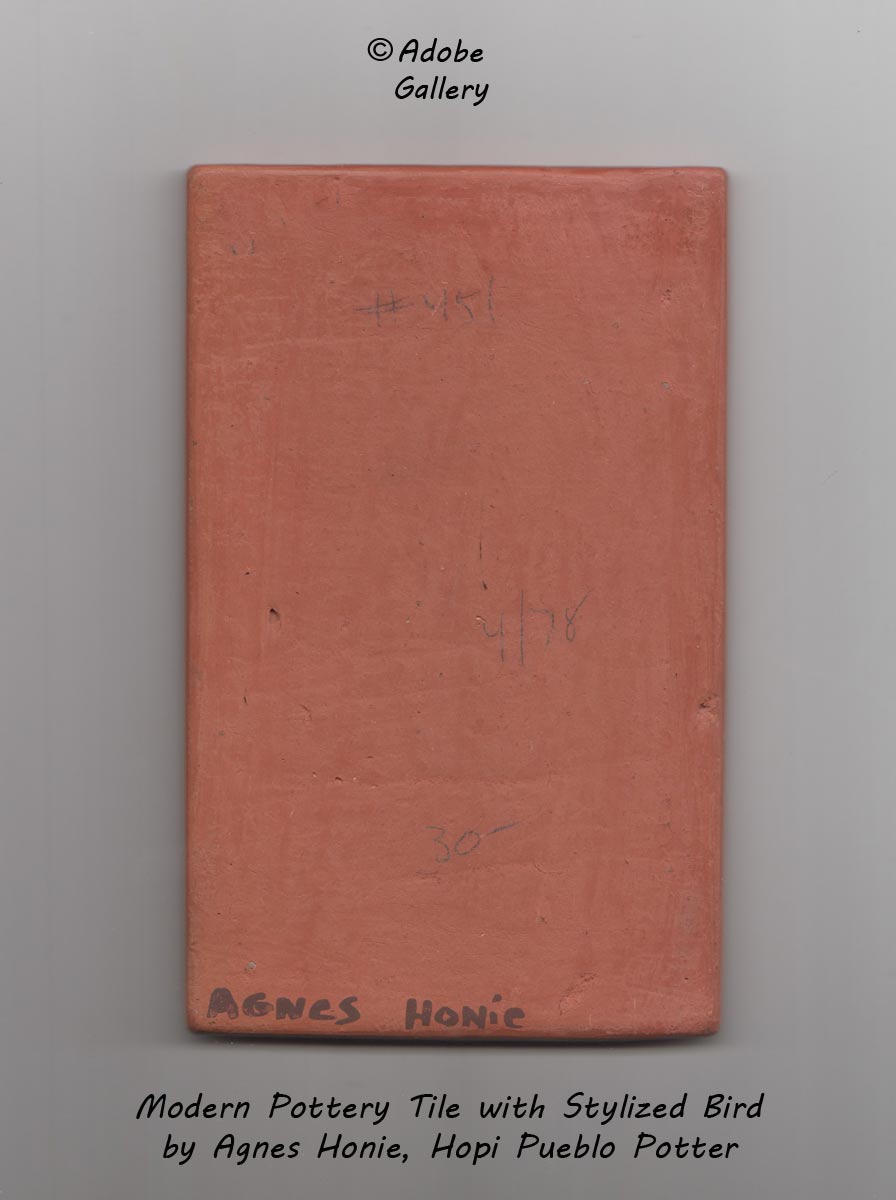 © Adobe
Gallery
#451
4/78
30-
AGNES HONiE
Modern Pottery Tile with Stylized Bird
by Agnes Honie, Hopi Pueblo Potter